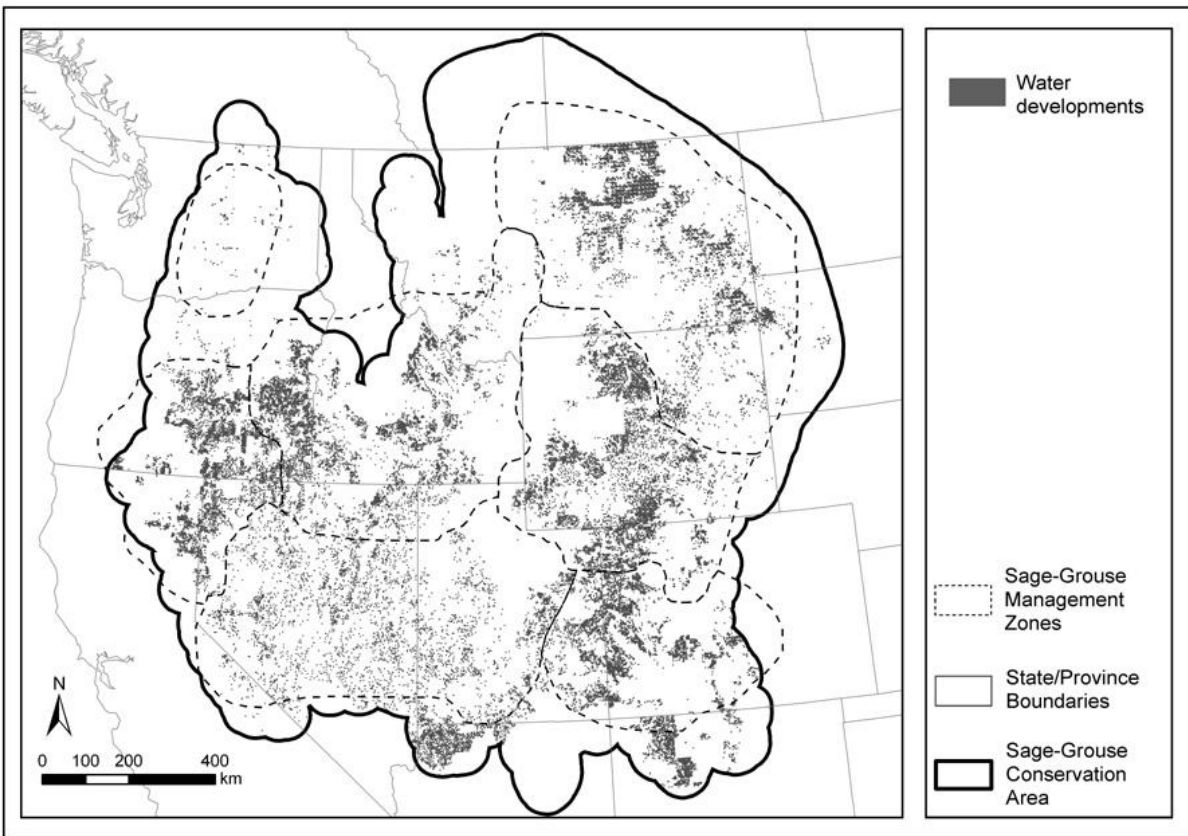 Water
developments
Sage-Grouse
Management
Zones
State/Province
Boundaries
Sage-Grouse
Conservation
Area
N
0 100 200 400
km